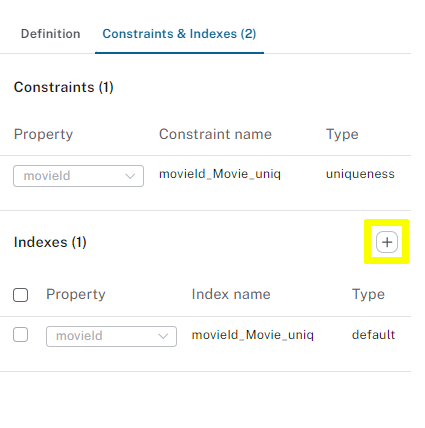 Definition Constraints & Indexes (2)
Constraints (1)
Property Constraint name Type
movieId movieId_Movie_uniq uniqueness
Indexes (1)
Property Index name Type
movieId movieId_Movie_uniq default